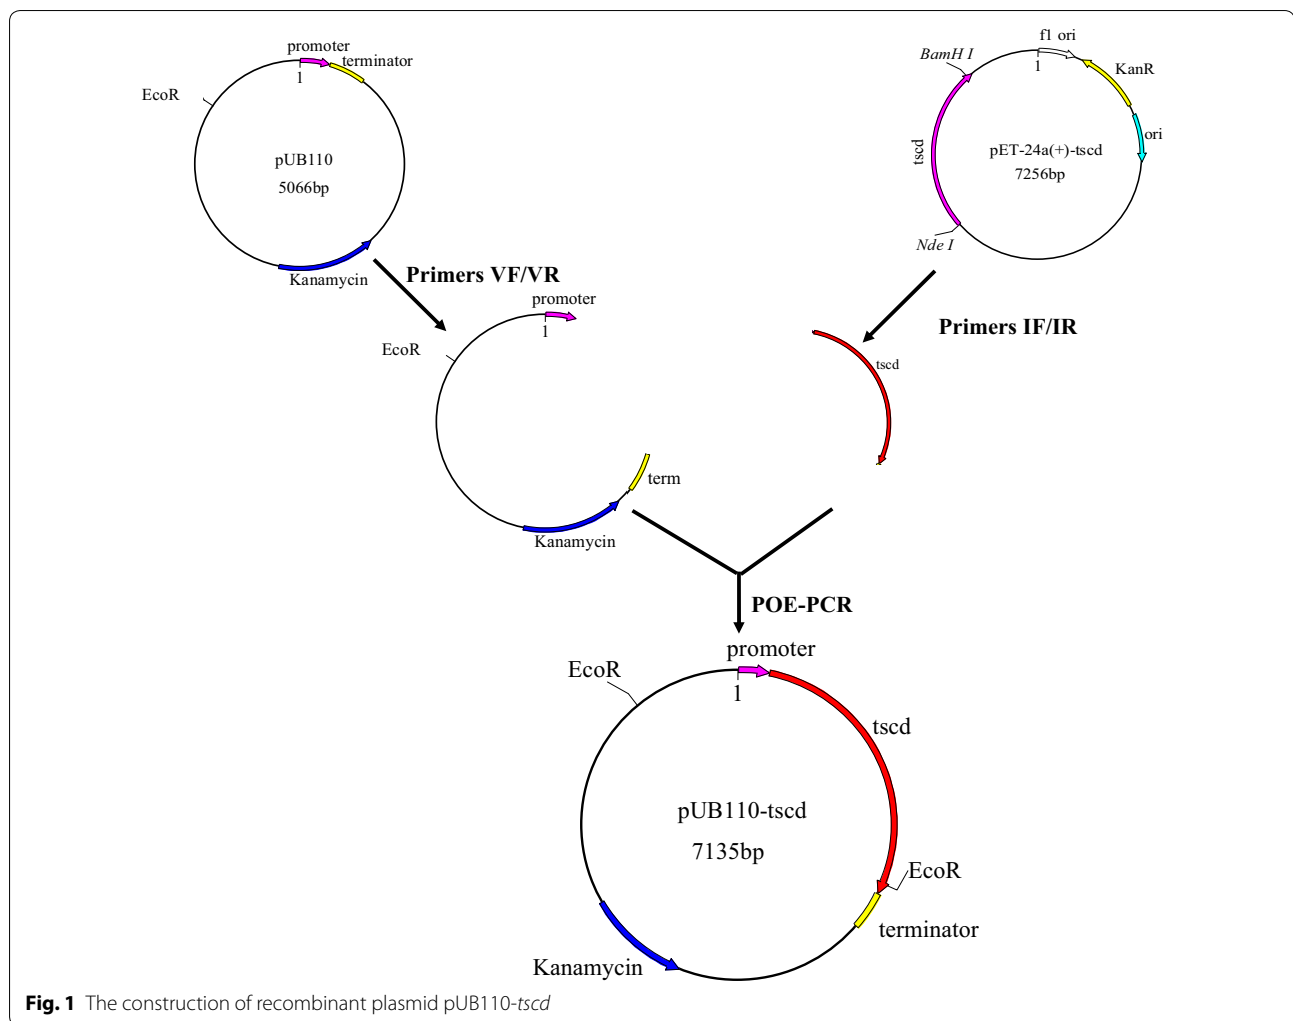 promoter
terminator
1
EcoR
pUB110
5066bp
Kanamycin
f1 ori
1
BamH I
KanR
ori
tscd
pET-24a(+)-tscd
7256bp
Nde I
Primers VF/VR
Primers IF/IR
promoter
1
EcoR
term
Kanamycin
tscd
POE-PCR
promoter
1
EcoR
tscd
pUB110-tscd
7135bp
EcoR
terminator
Kanamycin
Fig. 1 The construction of recombinant plasmid pUB110-tscd